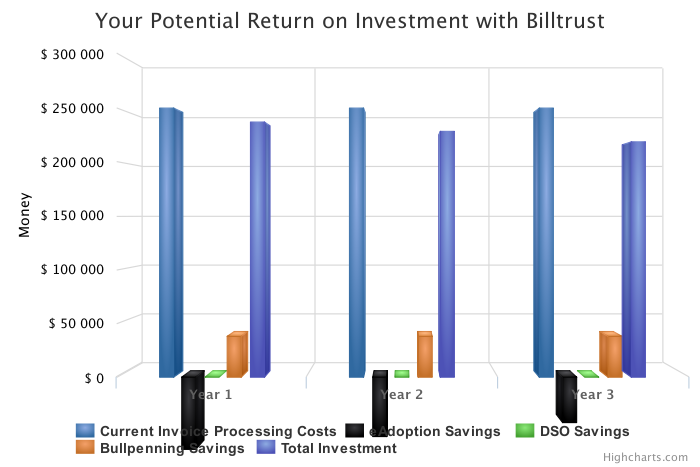 Your Potential Return on Investment with Billtrust
$ 300 000
$ 250 000
$ 200 000
$ 150 000
$ 100 000
$ 50 000
$ 0
Money
Year 1
Year 2
Year 3
Current Invoice Processing Costs eAdoption Savings DSO Savings
Bullpenning Savings Total Investment
Highcharts.com